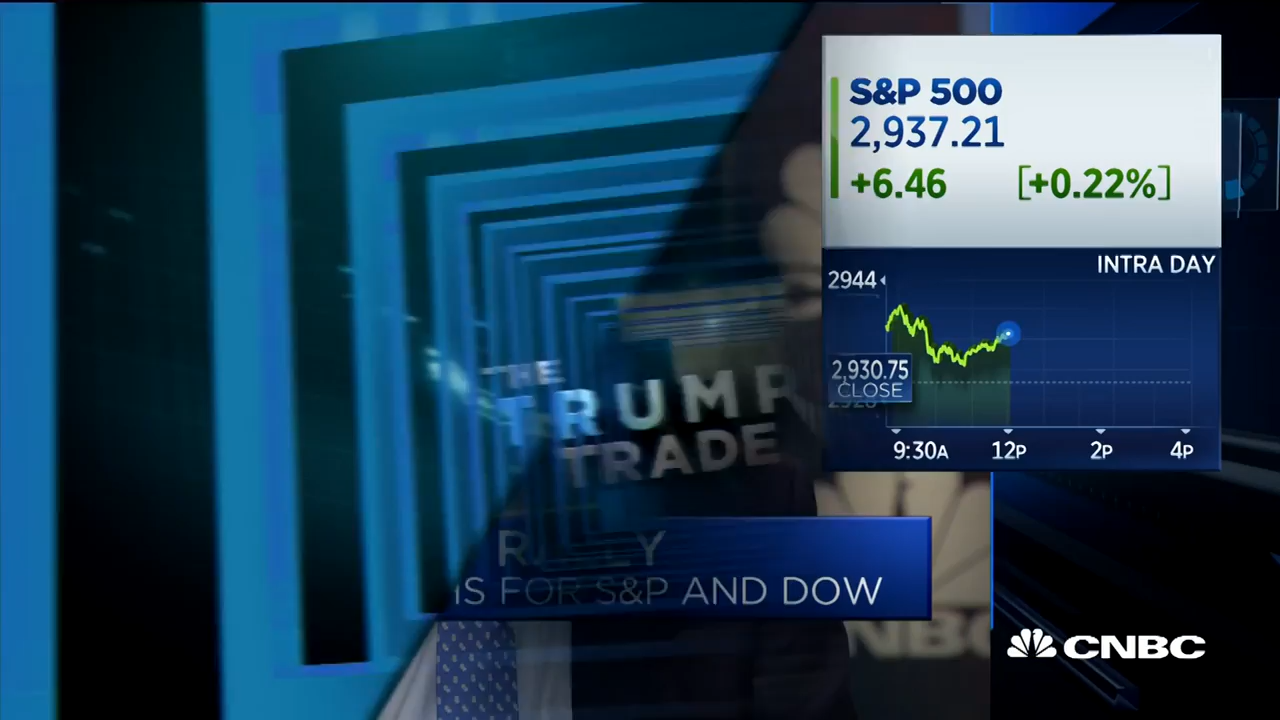 S&P 500
2,937.21
+6.46 [+0.22%]
INTRA DAY
2944
2,930.75
CLOSE
9:30A 12P 2P 4P
THE
TRUMP
TRADE
IS FOR S&P AND DOW
CNBC